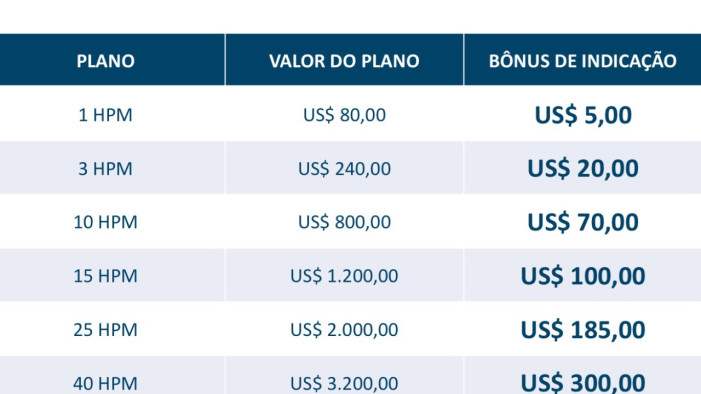 PLANO VALOR DO PLANO BÔNUS DE INDICAÇÃO
1 HPM US$ 80,00 US$ 5,00
3 HPM US$ 240,00 US$ 20,00
10 HPM US$ 800,00 US$ 70,00
15 HPM US$ 1.200,00 US$ 100,00
25 HPM US$ 2.000,00 US$ 185,00
40 HPM US$ 3.200,00 US$ 300,00